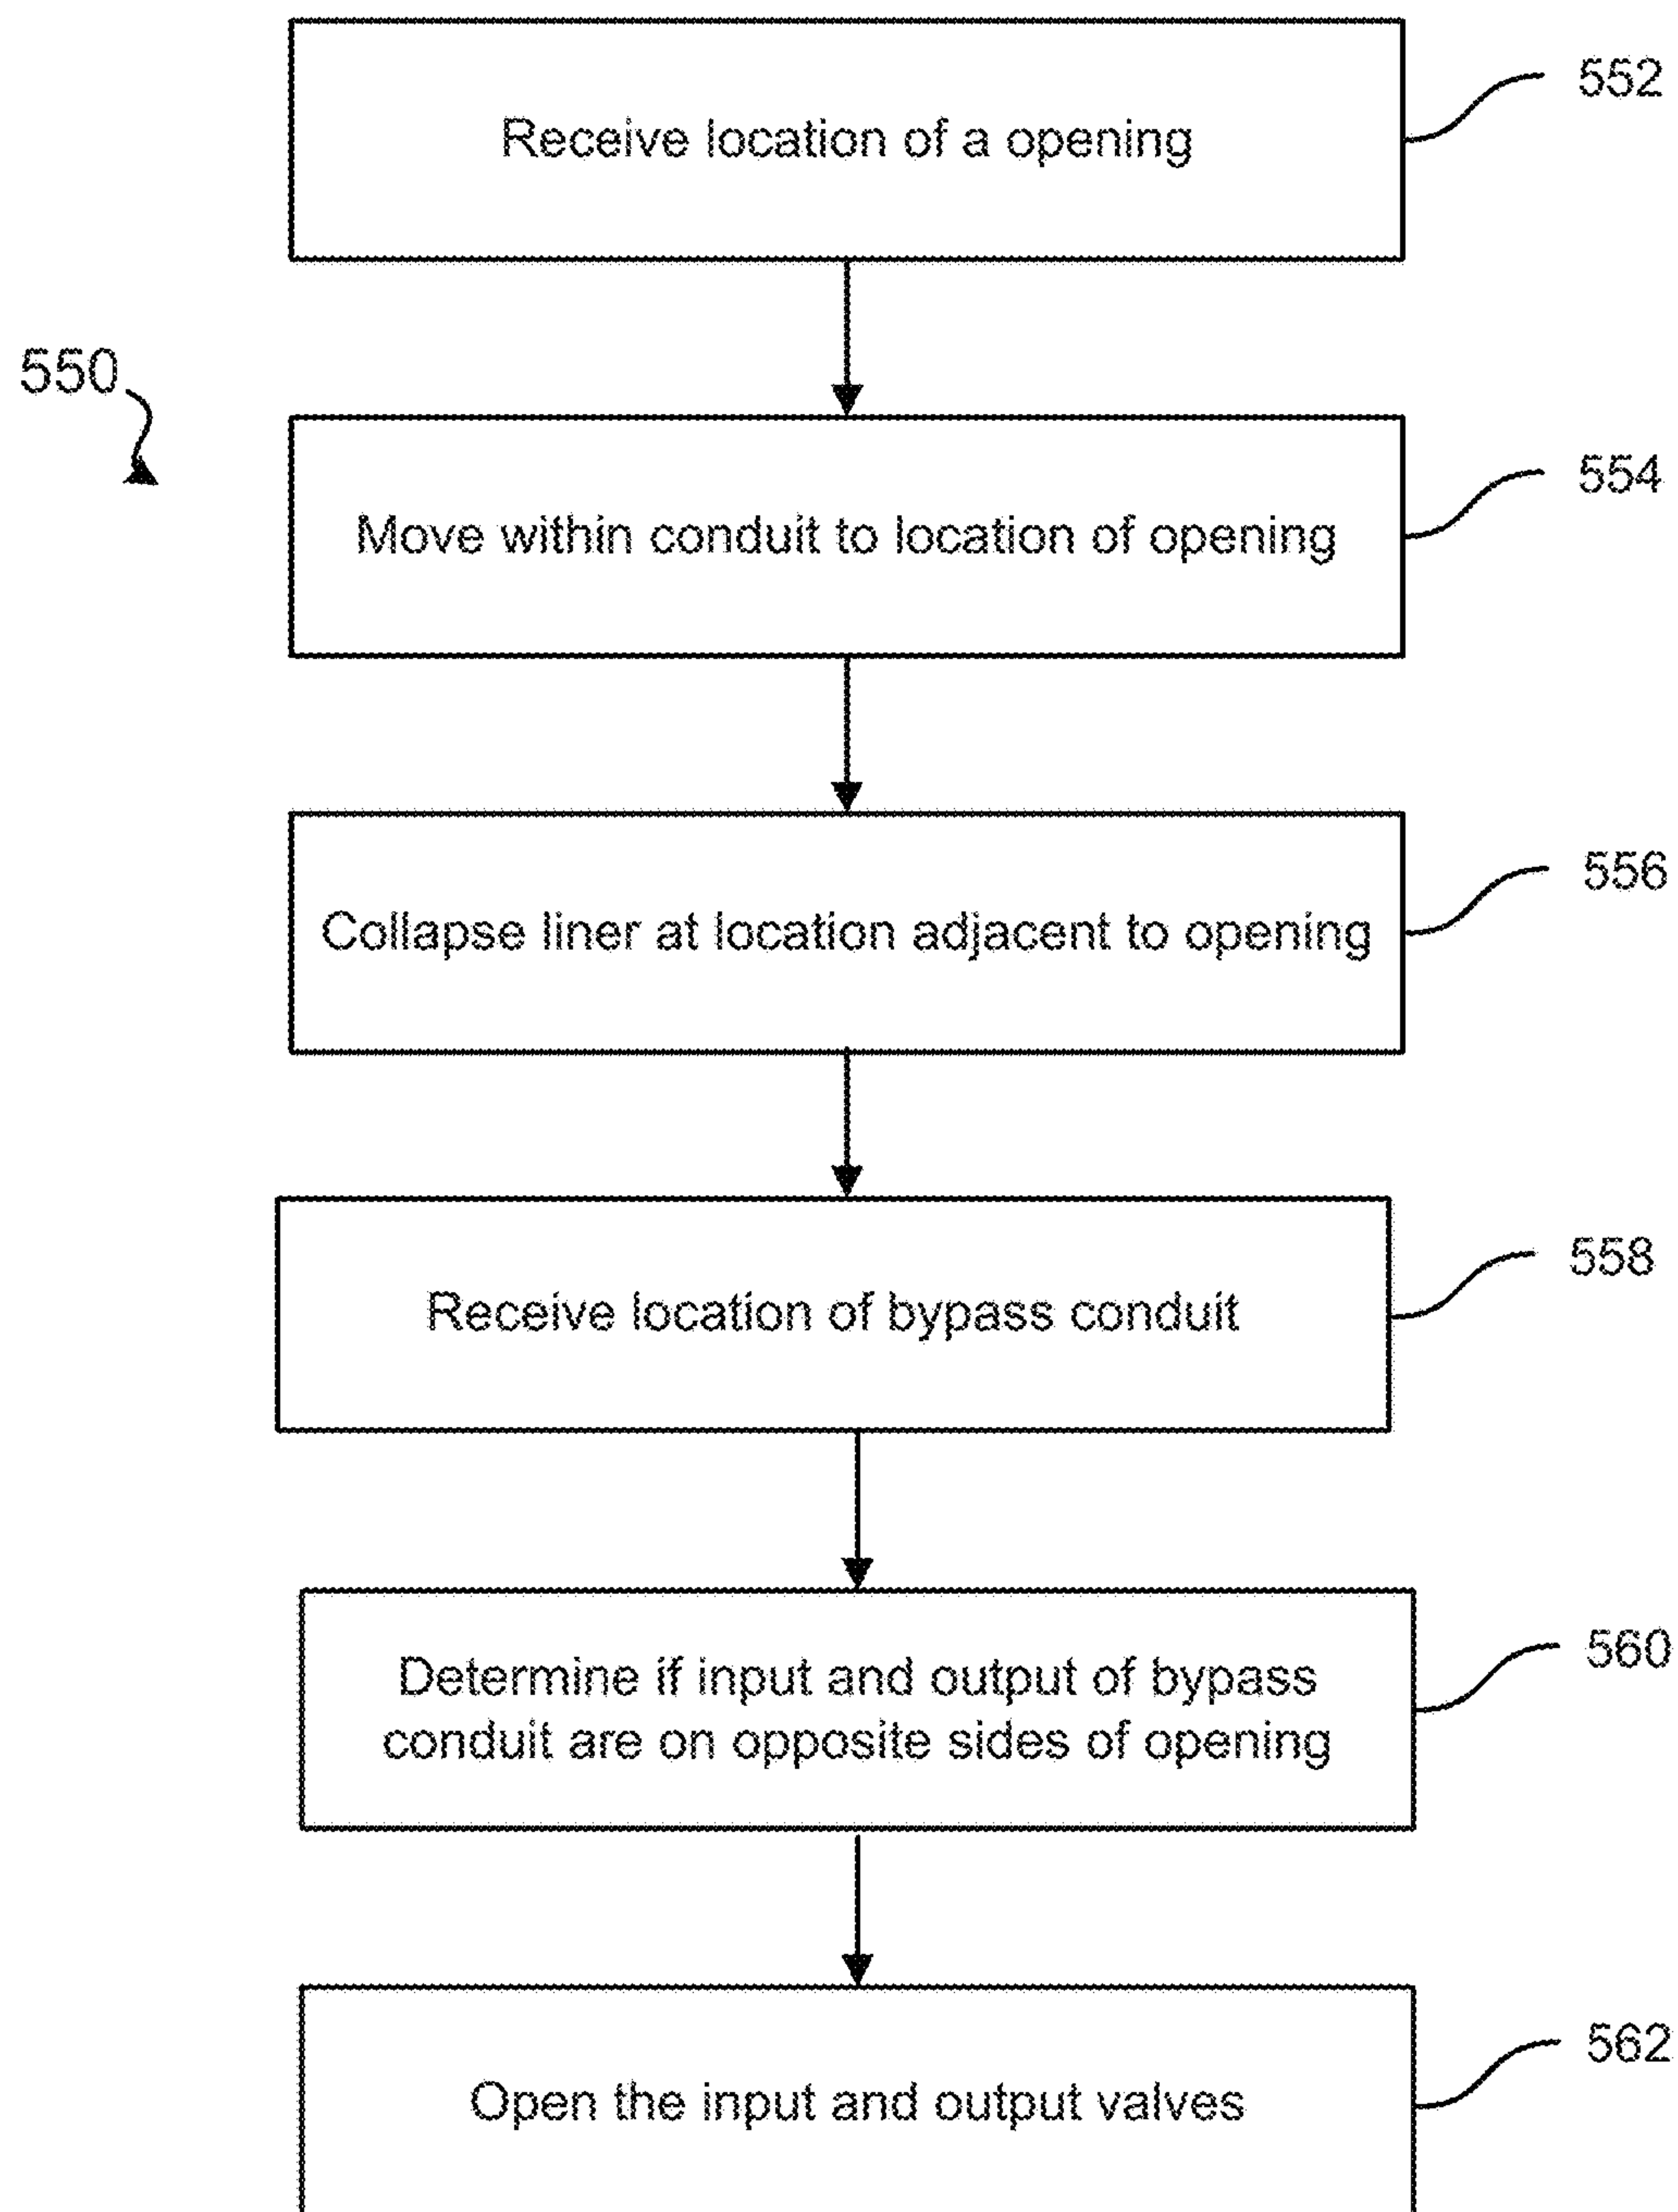 Receive location of a opening
552
550
Move within conduit to location of opening
554
Collapse liner at location adjacent to opening
556
Receive location of bypass conduit
558
Determine if input and output of bypass
conduit are on opposite sides of opening
560
Open the input and output valves
562